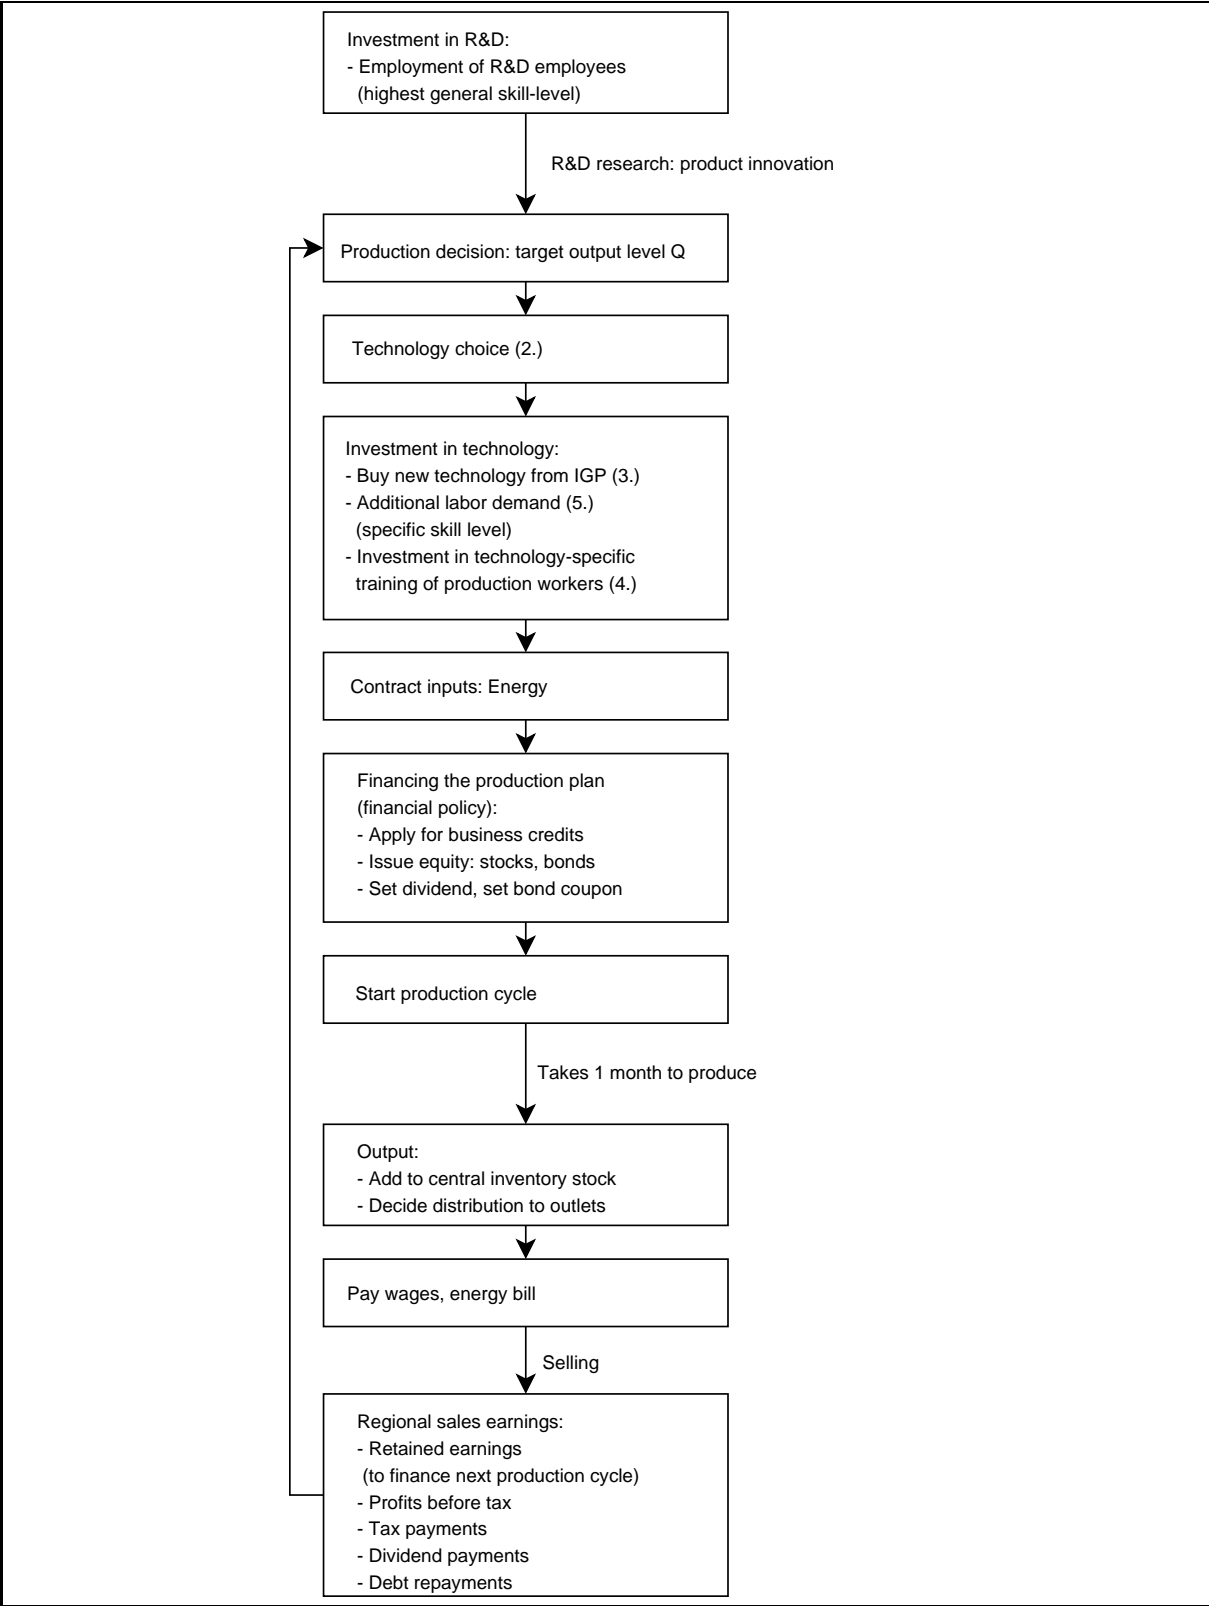 Investment in R&D:
- Employment of R&D employees
(highest general skill-level)
R&D research: product innovation
Production decision: target output level Q
Technology choice (2.)
Investment in technology:
- Buy new technology from IGP (3.)
- Additional labor demand (5.)
(specific skill level)
- Investment in technology-specific
training of production workers (4.)
Contract inputs: Energy
Financing the production plan
(financial policy):
- Apply for business credits
- Issue equity: stocks, bonds
- Set dividend, set bond coupon
Start production cycle
Takes 1 month to produce
Output:
- Add to central inventory stock
- Decide distribution to outlets
Pay wages, energy bill
Selling
Regional sales earnings:
- Retained earnings
(to finance next production cycle)
- Profits before tax
- Tax payments
- Dividend payments
- Debt repayments